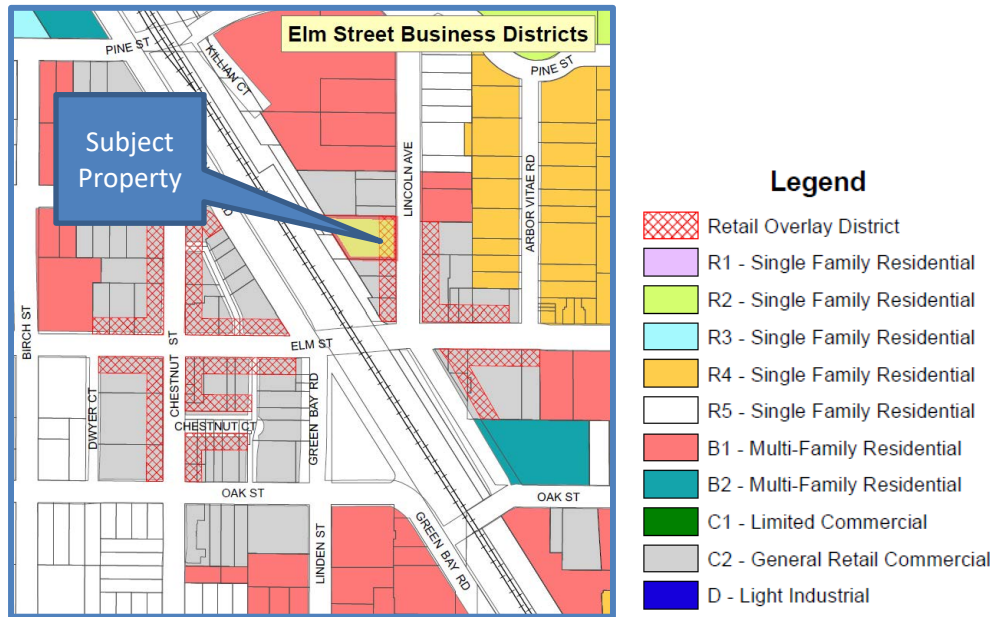 Elm Street Business Districts
PINE ST
KILLIAN CT
PINE ST
Subject
Property
LINCOLN AVE
ARBOR VITAE RD
D
BIRCH ST
CHESTNUT ST
ELM ST
DWYER CT
CHESTNUT CT
GREEN BAY RD
OAK ST
OAK ST
LINDEN ST
GREEN BAY RD
Legend
Retail Overlay District
R1 - Single Family Residential
R2 - Single Family Residential
R3 - Single Family Residential
R4 - Single Family Residential
R5 - Single Family Residential
B1 - Multi-Family Residential
B2 - Multi-Family Residential
C1 - Limited Commercial
C2 - General Retail Commercial
D - Light Industrial